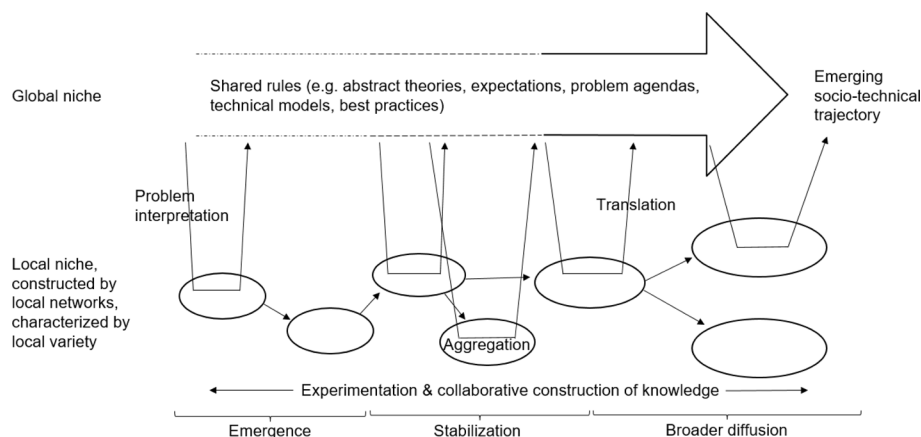 Global niche
Shared rules (e.g. abstract theories, expectations, problem agendas,
technical models, best practices)
Emerging
socio-technical
trajectory
Problem
interpretation
Translation
Local niche,
constructed by
local networks,
characterized by
local variety
Aggregation
Experimentation & collaborative construction of knowledge
Emergence
Stabilization
Broader diffusion